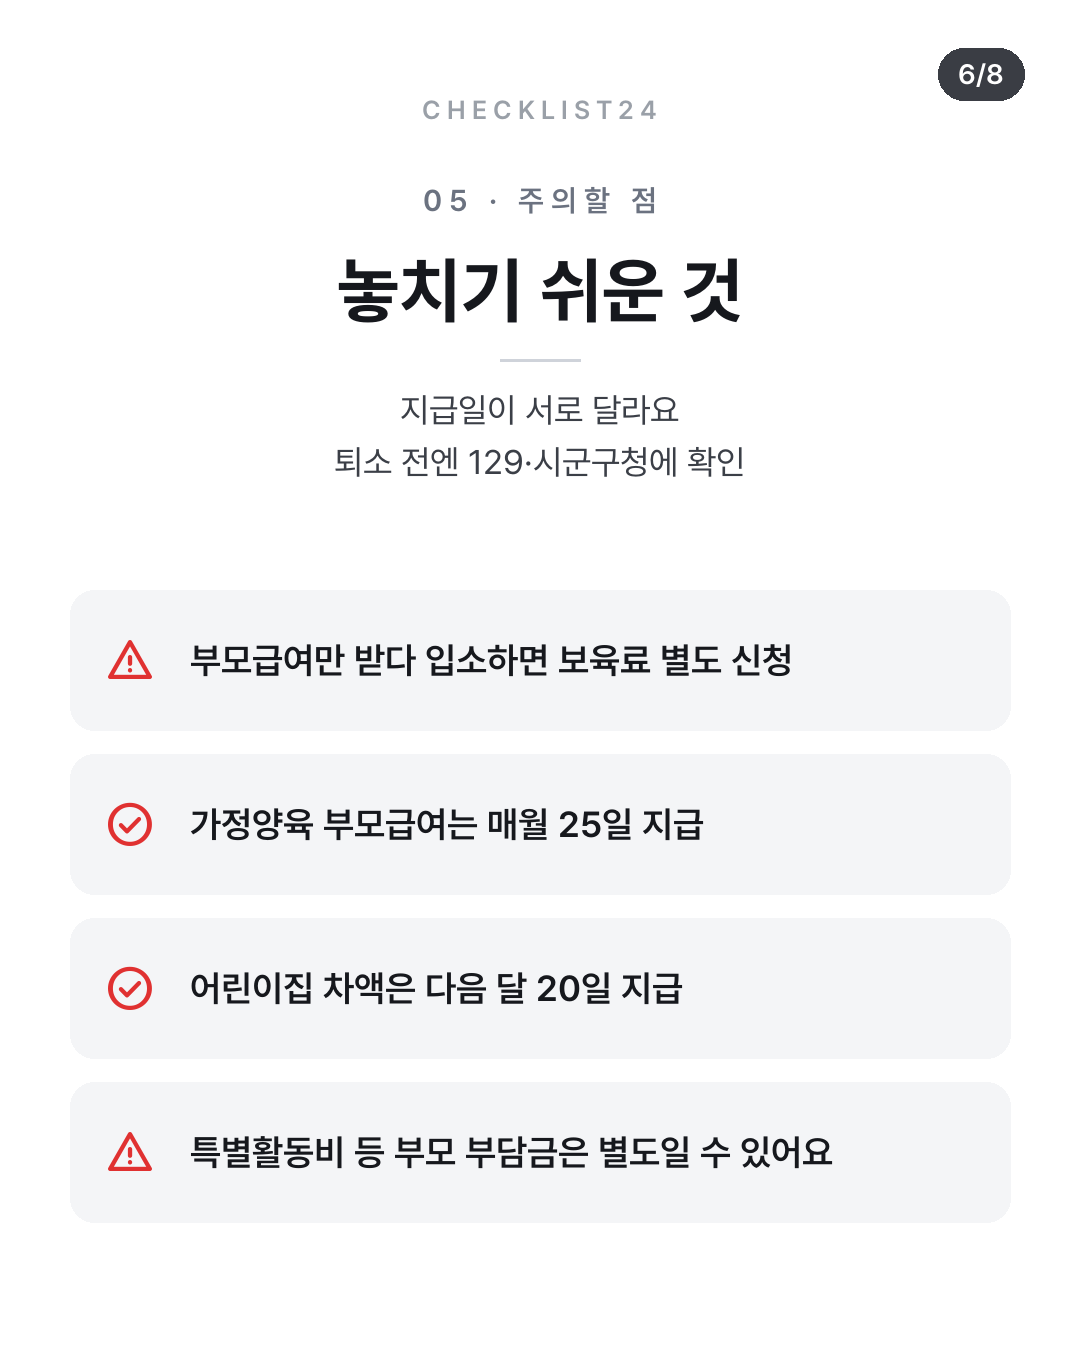 6/8
CHECKLIST24
05 · 주의할 점
놓치기 쉬운 것
지급일이 서로 달라요
퇴소 전엔 129·시군구청에 확인
부모급여만 받다 입소하면 보육료 별도 신청
가정양육 부모급여는 매월 25일 지급
어린이집 차액은 다음 달 20일 지급
특별활동비 등 부모 부담금은 별도일 수 있어요